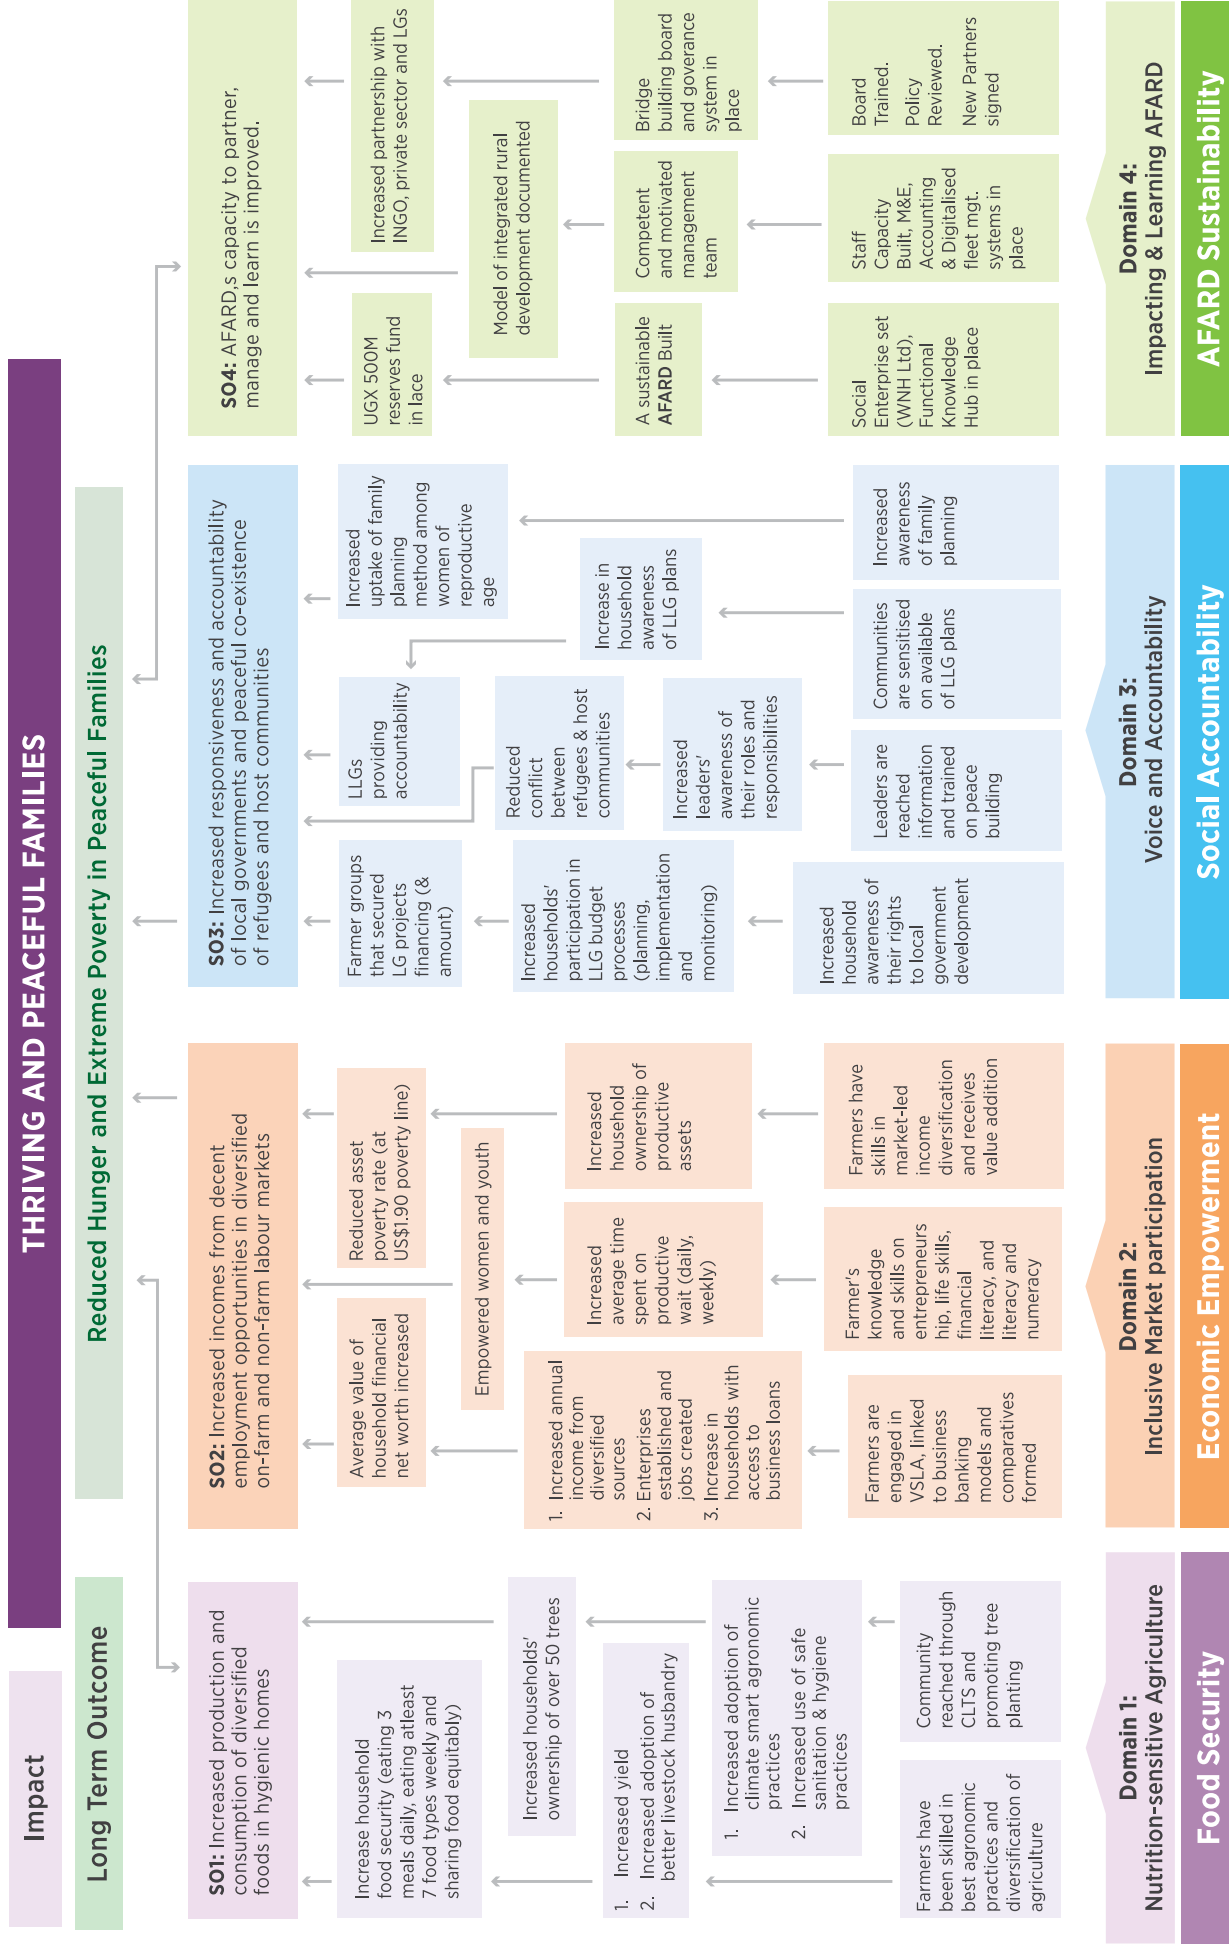 Impact
THRIVING AND PEACEFUL FAMILIES
Long Term Outcome
Reduced Hunger and Extreme Poverty in Peaceful Families
SO1: Increased production and
consumption of diversified
foods in hygienic homes
SO2: Increased incomes from decent
employment opportunities in diversified
on-farm and non-farm labour markets
SO3: Increased responsiveness and accountability
of local governments and peaceful co-existence
of refugees and host communities
SO4: AFARD,s capacity to partner,
manage and learn is improved.
Increase household
food security (eating 3
meals daily, eating atleast
7 food types weekly and
sharing food equitably)
Increased households'
ownership of over 50 trees
1. Increased yield
2. Increased adoption of
better livestock husbandry
1. Increased adoption of
climate smart agronomic
practices
2. Increased use of safe
sanitation & hygiene
practices
Farmers have
been skilled in
best agronomic
practices and
diversification of
agriculture
Community
reached through
CLTS and
promoting tree
planting
Domain 1:
Nutrition-sensitive Agriculture
Food Security
Average value of
household financial
net worth increased
Reduced asset
poverty rate (at
US$1.90 poverty line)
Empowered women and youth
1. Increased annual
income from
diversified
sources
2. Enterprises
established and
jobs created
3. Increase in
households with
access to
business loans
Increased
average time
spent on
productive
wait (daily,
weekly)
Increased
household
ownership of
productive
assets
Farmers are
engaged in
VSLA, linked
to business
banking
models and
comparatives
formed
Farmer's
knowledge
and skills on
entrepreneurs
hip, life skills,
financial
literacy, and
literacy and
numeracy
Farmers have
skills in
market-led
income
diversification
and receives
value addition
Domain 2:
Inclusive Market participation
Economic Empowerment
Farmer groups
that secured
LG projects
financing (&
amount)
LLGs
providing
accountability
Increased
uptake of family
planning
method among
women of
reproductive
age
Increased
households'
participation in
LLG budget
processes
(planning,
implementation
and
monitoring)
Reduced
conflict
between
refugees & host
communities
Increase in
household
awareness
of LLG plans
Increased
leaders'
awareness of
their roles and
responsibilities
Increased
household
awareness of
their rights
to local
government
development
Leaders are
reached
information
and trained
on peace
building
Communities
are sensitised
on available
of LLG plans
Increased
awareness
of family
planning
Domain 3:
Voice and Accountability
Social Accountability
UGX 500M
reserves fund
in lace
Increased partnership with
INGO, private sector and LGs
Model of integrated rural
development documented
A sustainable
AFARD Built
Competent
and motivated
management
team
Bridge
building board
and goverance
system in
place
Social
Enterprise set
(WNH Ltd),
Functional
Knowledge
Hub in place
Staff
Capacity
Built, M&E,
Accounting
& Digitalised
fleet mgt.
systems in
place
Board
Trained.
Policy
Reviewed.
New Partners
signed
Domain 4:
Impacting & Learning AFARD
AFARD Sustainability